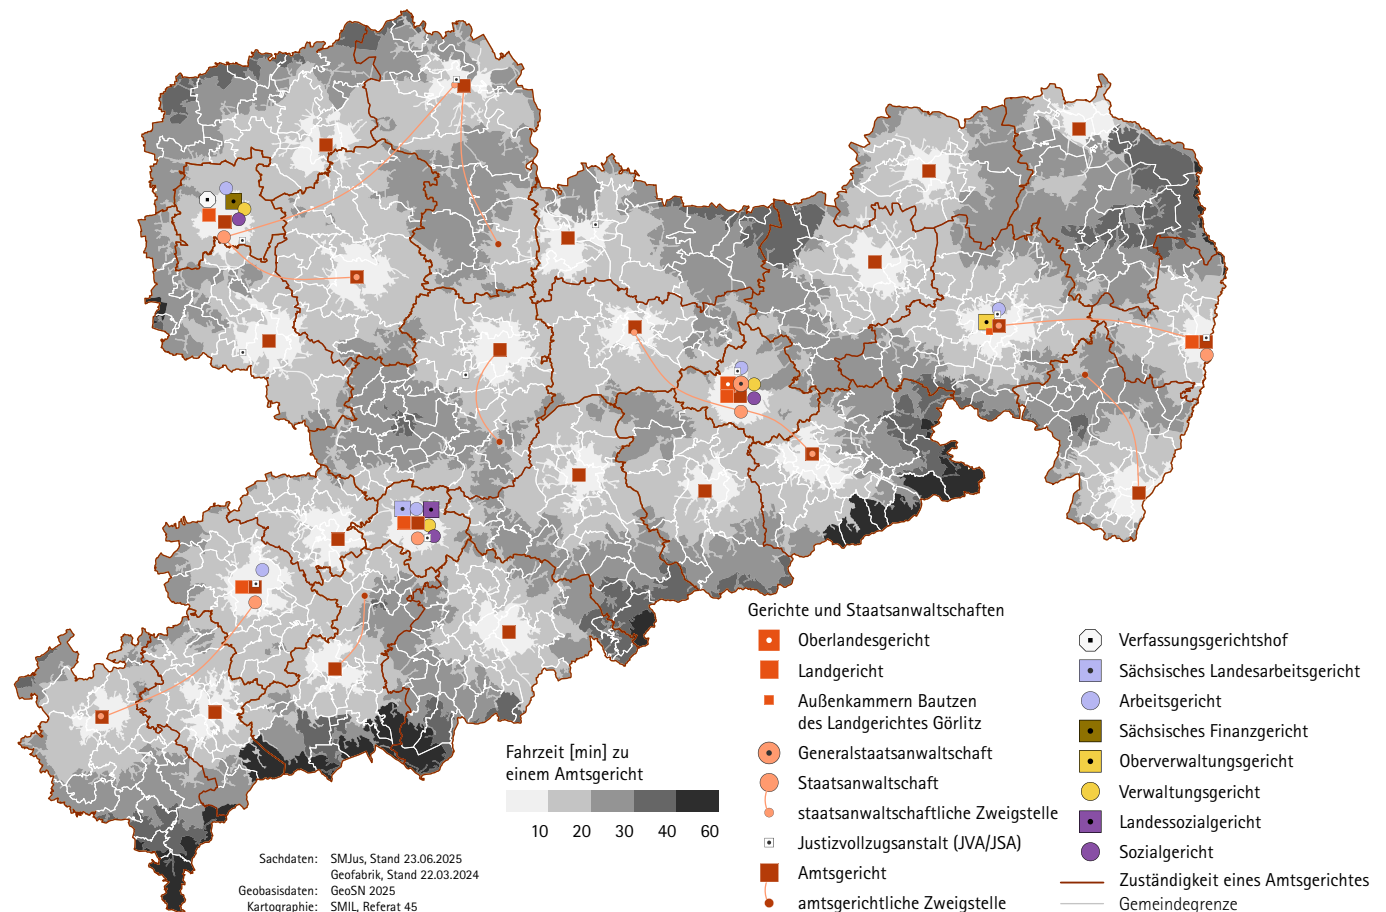 Gerichte und Staatsanwaltschaften
Oberlandesgericht
Landgericht
Außenkammern Bautzen
des Landgerichtes Görlitz
Generalstaatsanwaltschaft
Staatsanwaltschaft
staatsanwaltschaftliche Zweigstelle
Justizvollzugsanstalt (JVA/JSA)
Amtsgericht
amtsgerichtliche Zweigstelle
Verfassungsgerichtshof
Sächsisches Landesarbeitsgericht
Arbeitsgericht
Sächsisches Finanzgericht
Oberverwaltungsgericht
Verwaltungsgericht
Landessozialgericht
Sozialgericht
Zuständigkeit eines Amtsgerichtes
Gemeindegrenze
Fahrzeit [min] zu
einem Amtsgericht
10 20 30 40 60
Sachdaten: SMJus, Stand 23.06.2025
Geofabrik, Stand 22.03.2024
Geobasisdaten: GeoSN 2025
Kartographie: SMIL, Referat 45